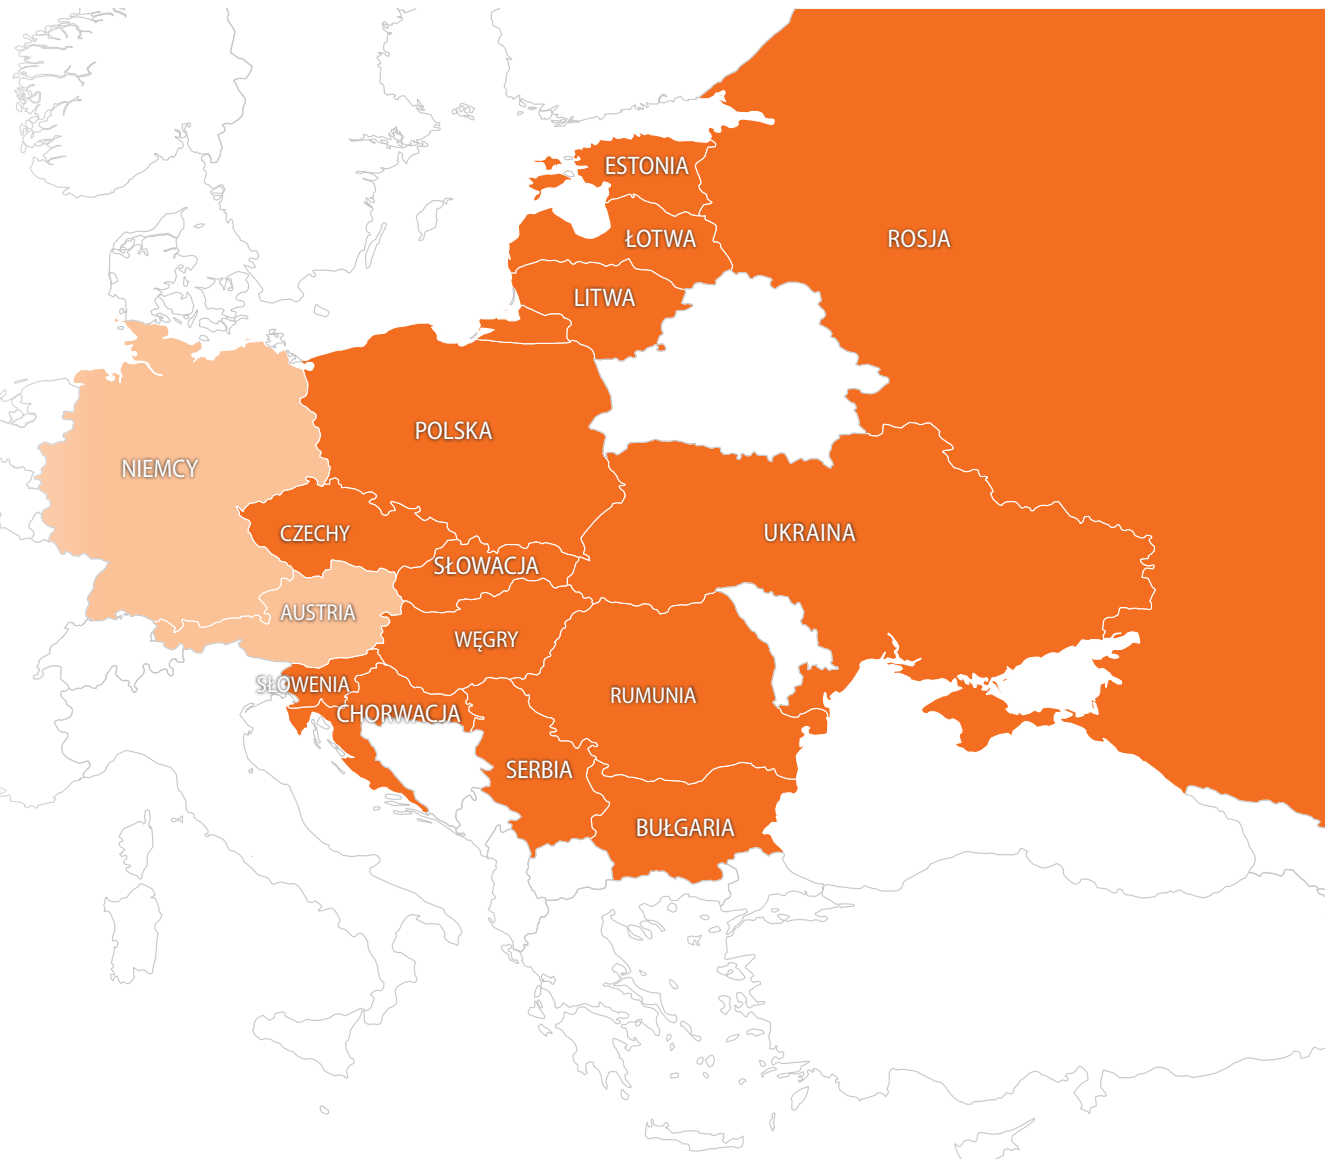 ESTONIA
ŁOTWA
ROSJA
LITWA
POLSKA
NIEMCY
CZECHY
UKRAINA
SŁOWACJA
AUSTRIA
WĘGRY
SŁOWENIA
RUMUNIA
CHORWACJA
SERBIA
BUŁGARIA